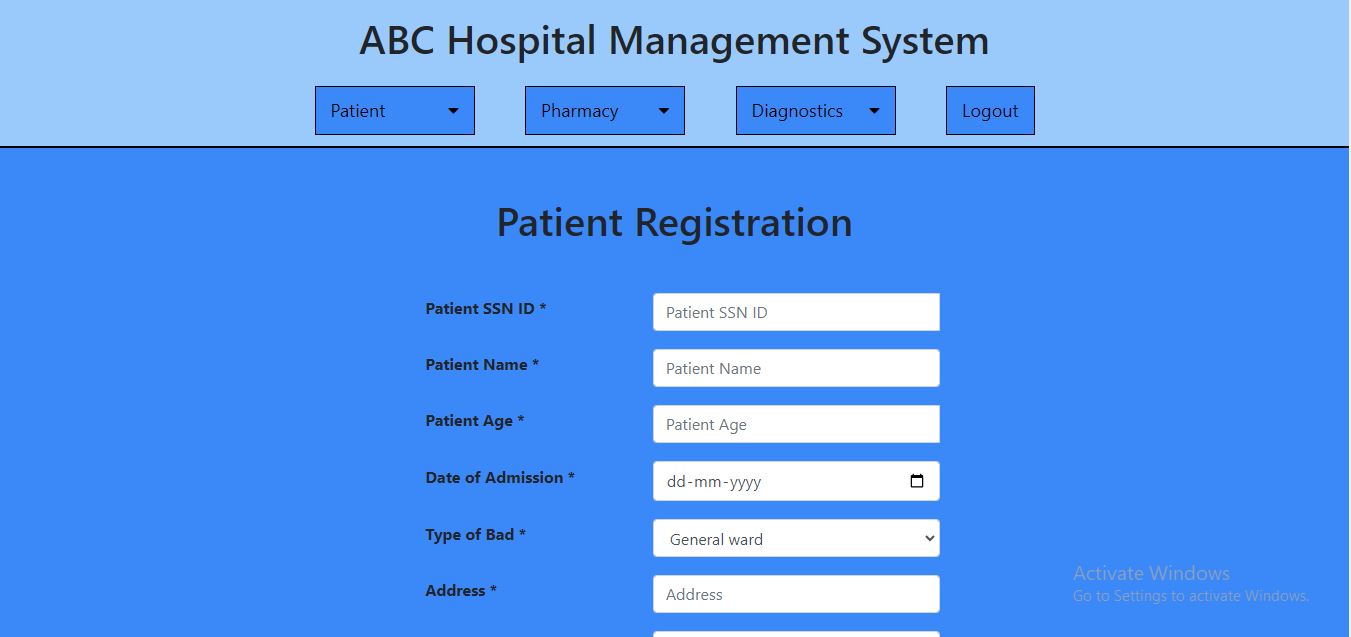 ABC Hospital Management System
Patient Pharmacy Diagnostics Logout
Patient Registration
Patient SSN ID * Patient SSN ID
Patient Name * Patient Name
Patient Age * Patient Age
Date of Admission * dd-mm-yyyy
Type of Bad * General ward
Address * Address
Activate Windows
Go to Settings to activate Windows.